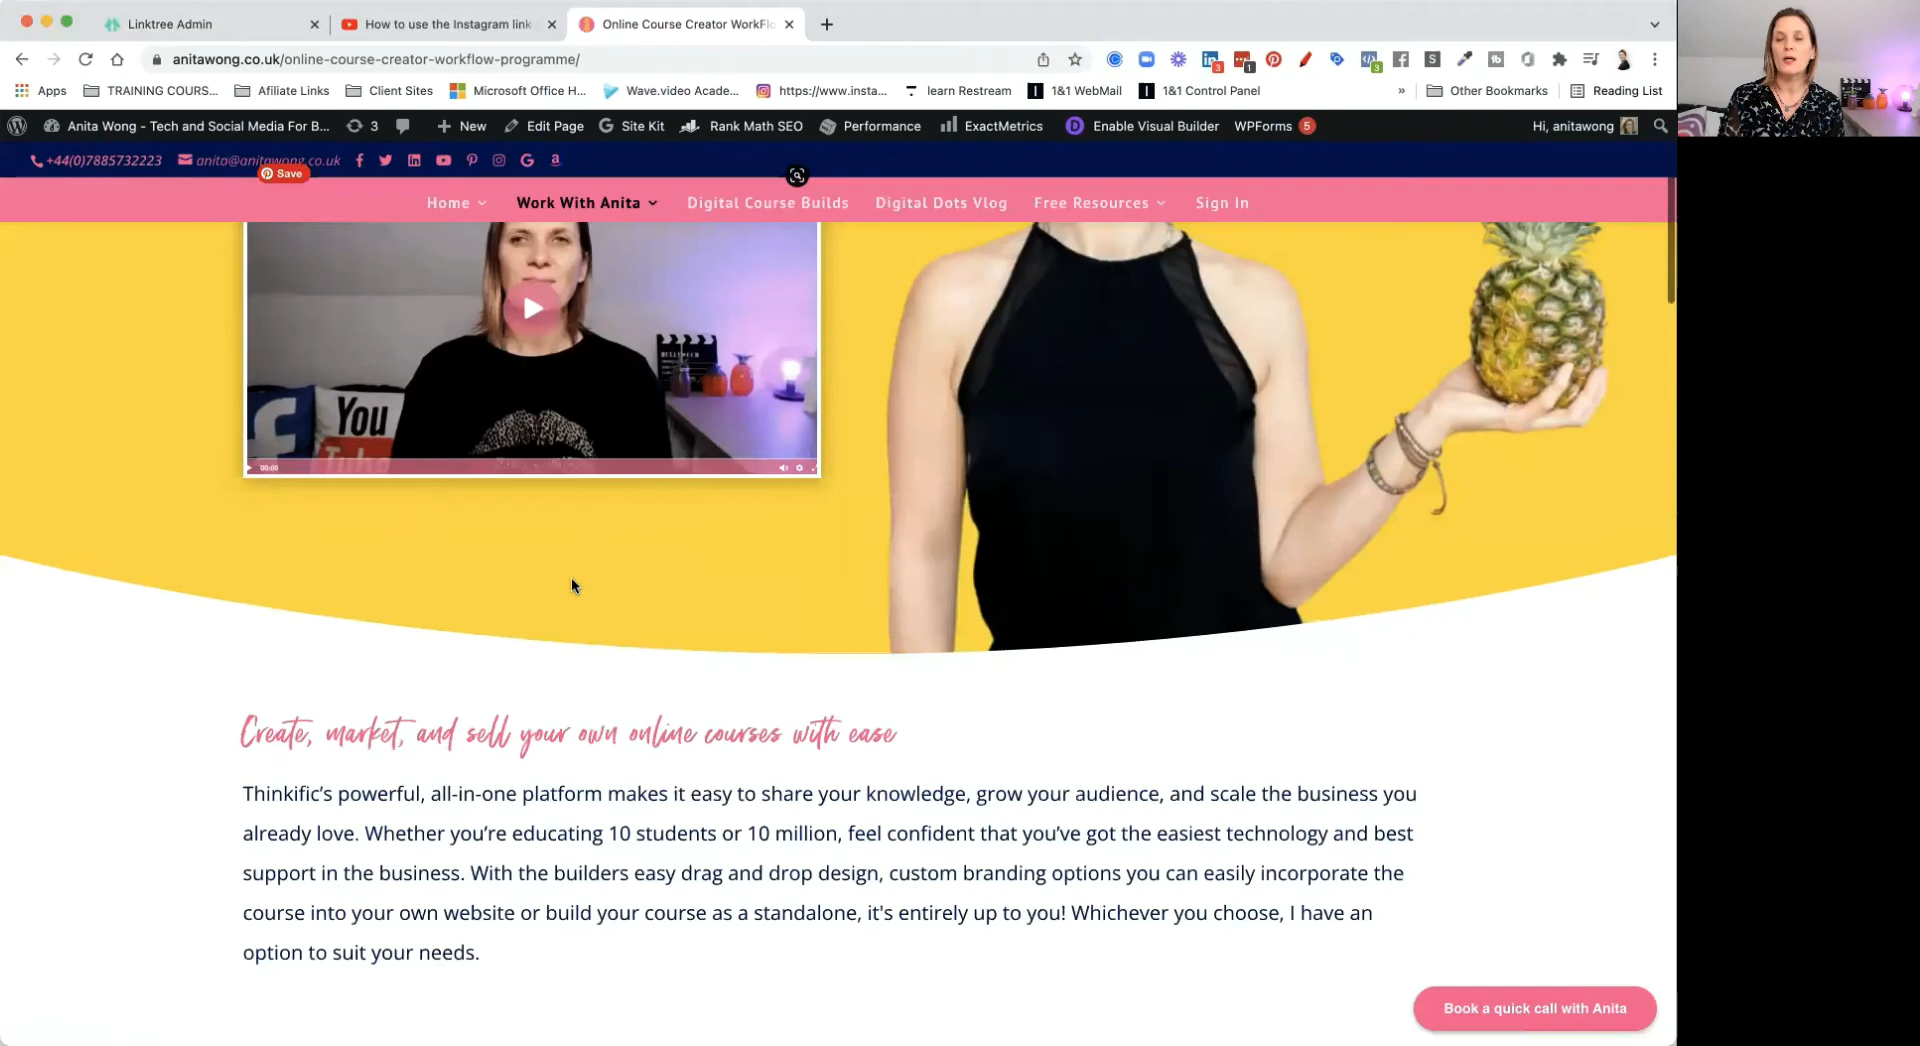 Linktree Admin
How to use the Instagram link
Online Course Creator WorkFlo
anitawong.co.uk/online-course-creator-workflow-programme/
3
1
3
S
Apps
TRAINING COURS...
Afiliate Links
Client Sites
Microsoft Office H...
Wave.video Acade...
https://www.insta...
learn Restream
1&1 WebMail
1&1 Control Panel
»
Other Bookmarks
Reading List
Anita Wong - Tech and Social Media For B...
3
New
Edit Page
Site Kit
Rank Math SEO
Performance
ExactMetrics
Enable Visual Builder
WPForms 5
Hi, anitawong
+44(0)7885732223
anita@anitawong.co.uk
Save
Home
Work With Anita
Digital Course Builds
Digital Dots Vlog
Free Resources
Sign In
You
00:00
Create, market, and sell your own online courses with ease
Thinkific’s powerful, all-in-one platform makes it easy to share your knowledge, grow your audience, and scale the business you
already love. Whether you’re educating 10 students or 10 million, feel confident that you’ve got the easiest technology and best
support in the business. With the builders easy drag and drop design, custom branding options you can easily incorporate the
course into your own website or build your course as a standalone, it's entirely up to you! Whichever you choose, I have an
option to suit your needs.
Book a quick call with Anita